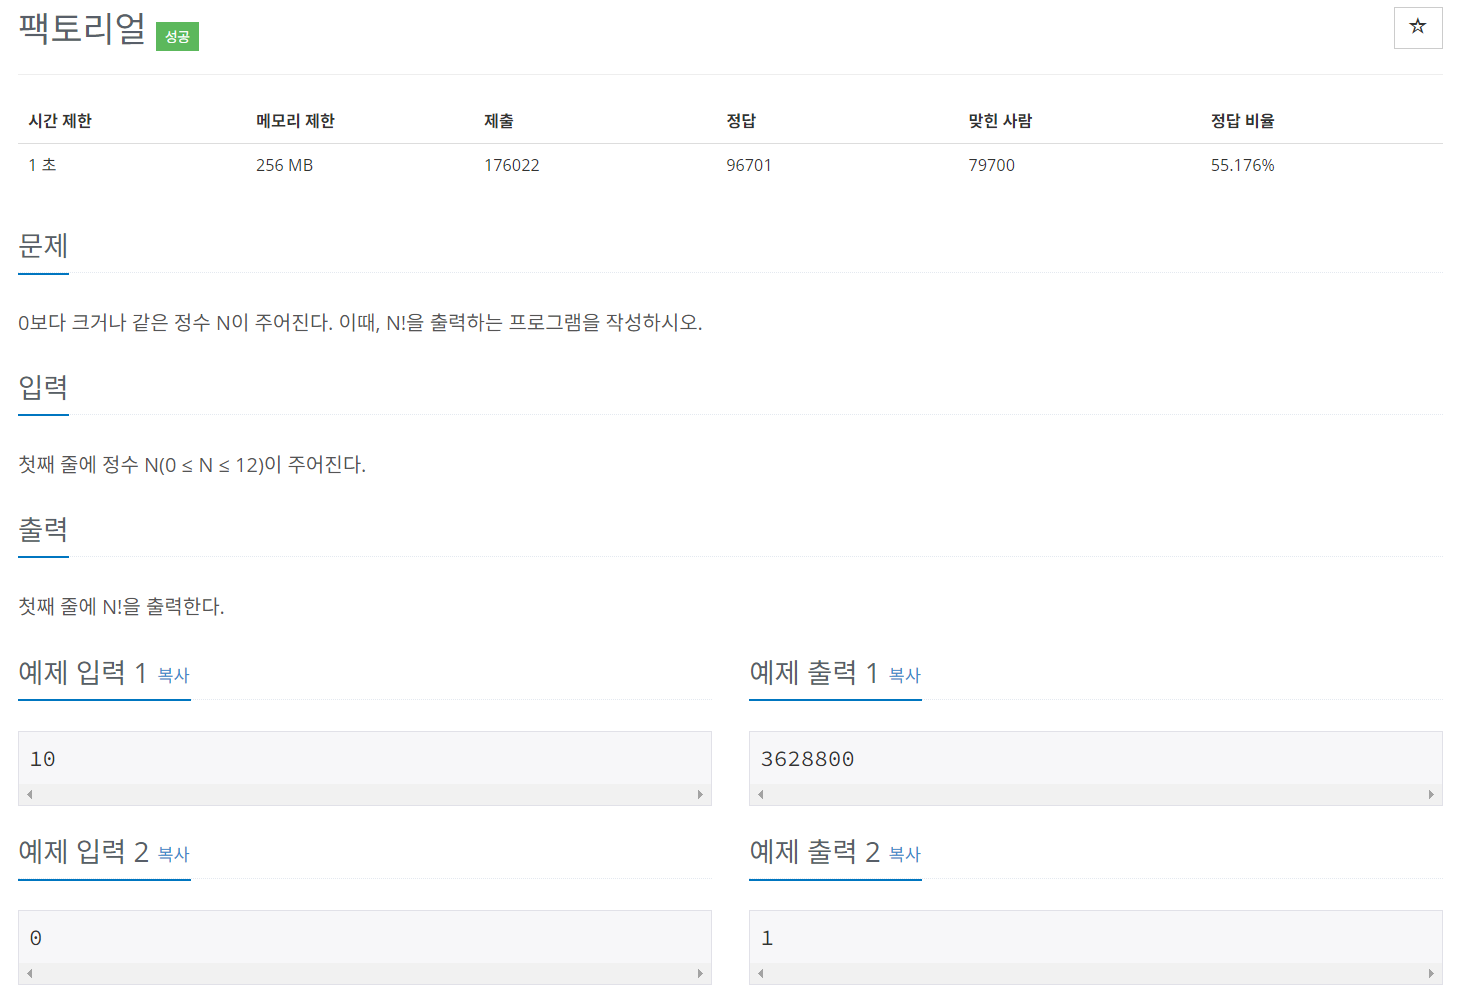 팩토리얼 성공
☆
시간 제한 메모리 제한 제출 정답 맞힌 사람 정답 비율
1 초 256 MB 176022 96701 79700 55.176%
문제
0보다 크거나 같은 정수 N이 주어진다. 이때, N!을 출력하는 프로그램을 작성하시오.
입력
첫째 줄에 정수 N(0 ≤ N ≤ 12)이 주어진다.
출력
첫째 줄에 N!을 출력한다.
예제 입력 1 복사
10
예제 출력 1 복사
3628800
예제 입력 2 복사
0
예제 출력 2 복사
1